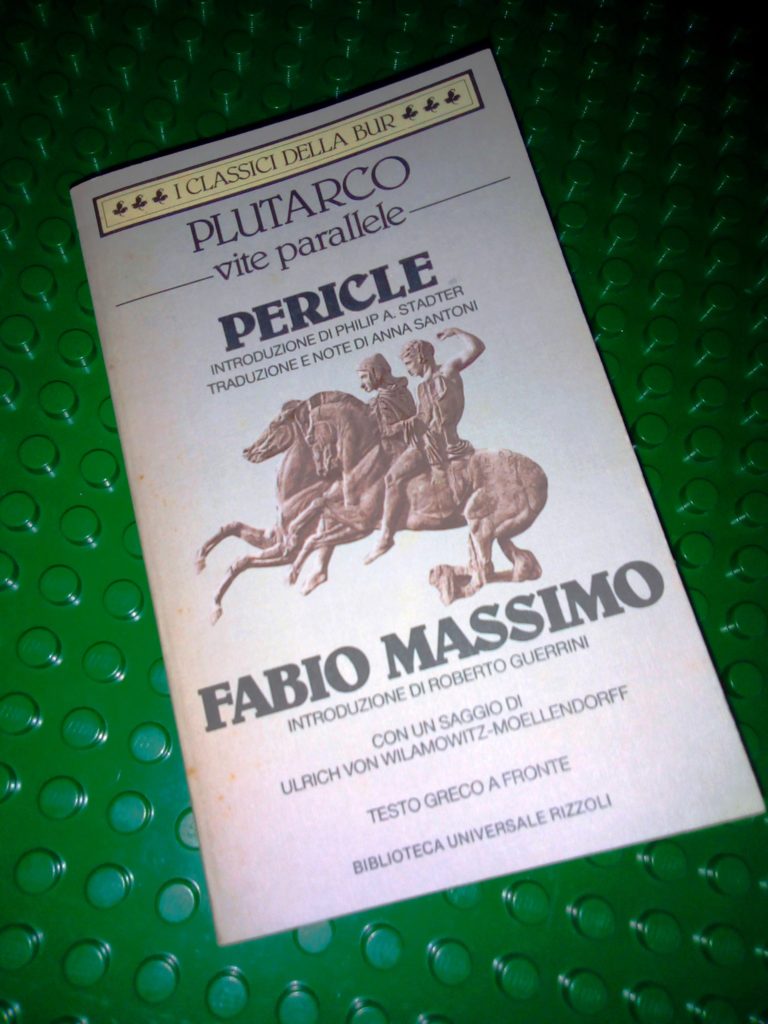 I CLASSICI DELLA BUR
PLUTARCO
vite parallele
PERICLE
INTRODUZIONE DI PHILIP A. STADTER
TRADUZIONE E NOTE DI ANNA SANTONI
FABIO MASSIMO
INTRODUZIONE DI ROBERTO GUERRINI
CON UN SAGGIO DI
ULRICH VON WILAMOWITZ-MOELLENDORFF
TESTO GRECO A FRONTE
BIBLIOTECA UNIVERSALE RIZZOLI